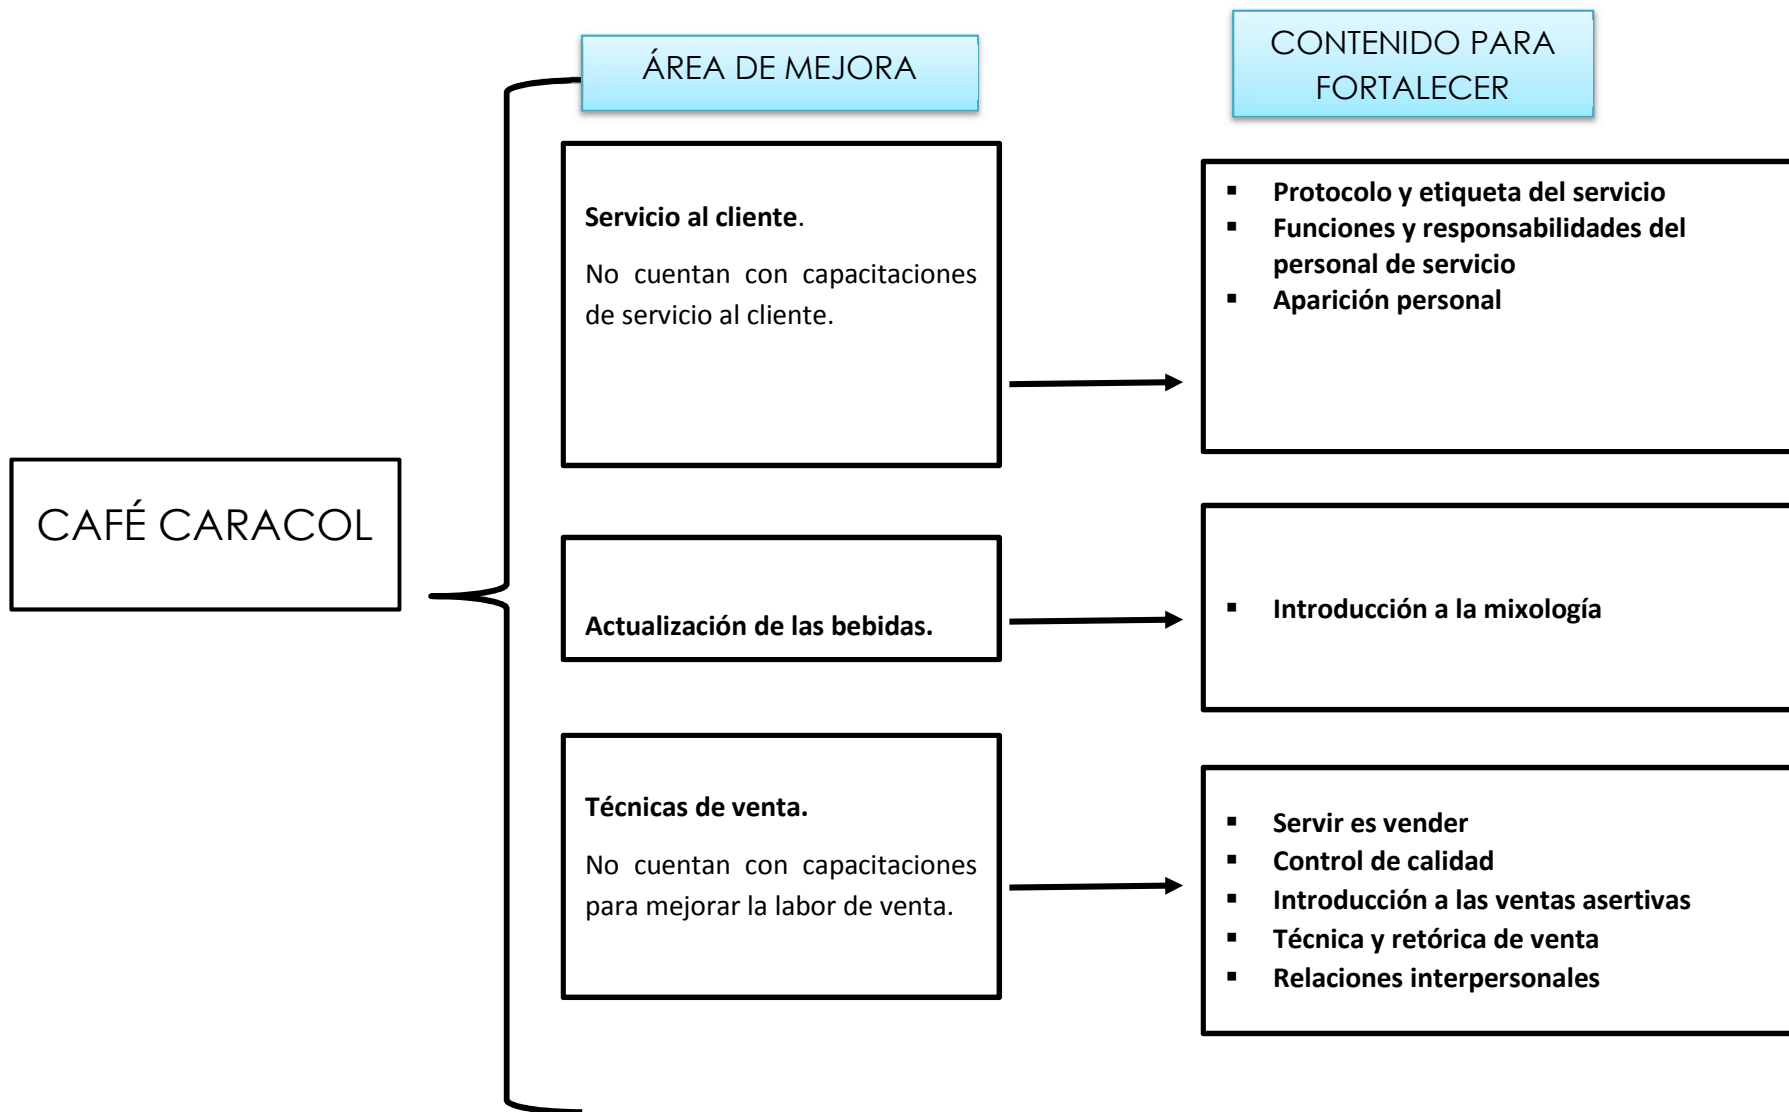 ÁREA DE MEJORA
CONTENIDO PARA
FORTALECER
CAFÉ CARACOL
Servicio al cliente.
No cuentan con capacitaciones
de servicio al cliente.
▪ Protocolo y etiqueta del servicio
▪ Funciones y responsabilidades del
personal de servicio
▪ Aparición personal
Actualización de las bebidas.
▪ Introducción a la mixología
Técnicas de venta.
No cuentan con capacitaciones
para mejorar la labor de venta.
▪ Servir es vender
▪ Control de calidad
▪ Introducción a las ventas asertivas
▪ Técnica y retórica de venta
▪ Relaciones interpersonales